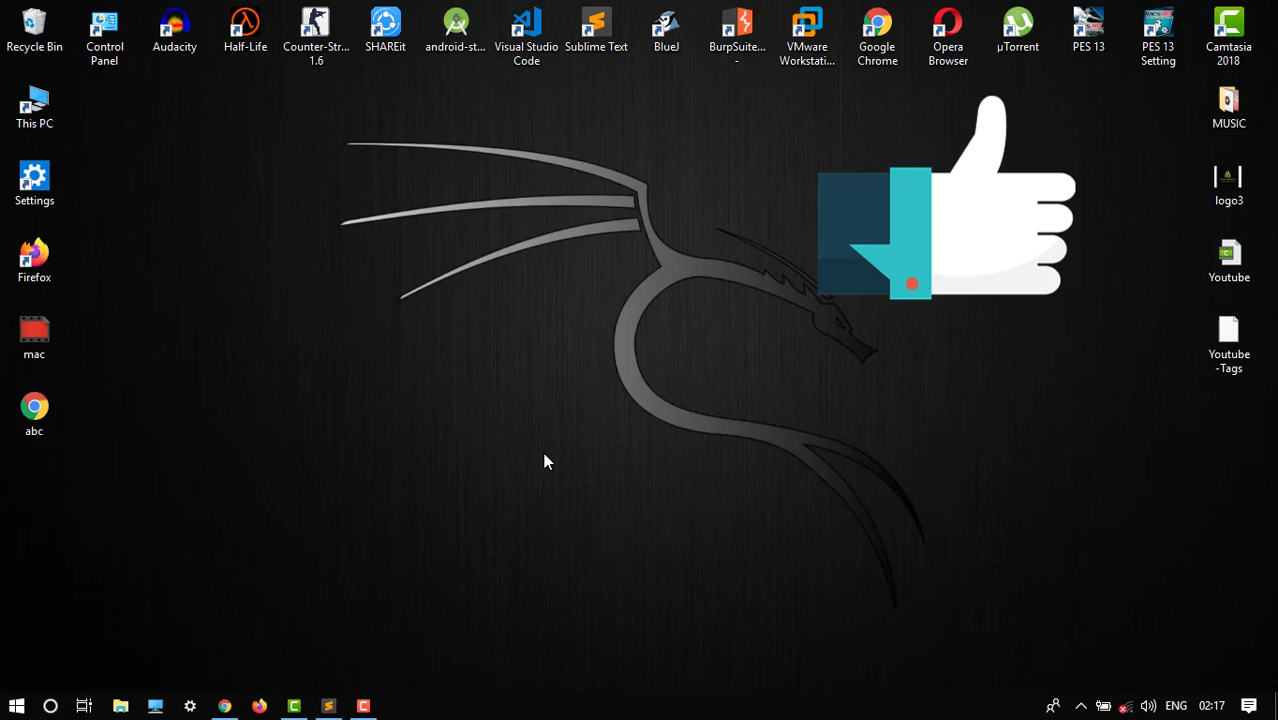 Recycle Bin
Control
Panel
Audacity
Half-Life
Counter-Str...
1.6
SHAREit
android-st...
Visual Studio
Code
Sublime Text
BlueJ
BurpSuite...
-
VMware
Workstati...
Google
Chrome
Opera
Browser
µTorrent
PES 13
PES 13
Setting
Camtasia
2018
This PC
MUSIC
Settings
logo3
Firefox
Youtube
mac
Youtube
-Tags
abc
ENG
02:17